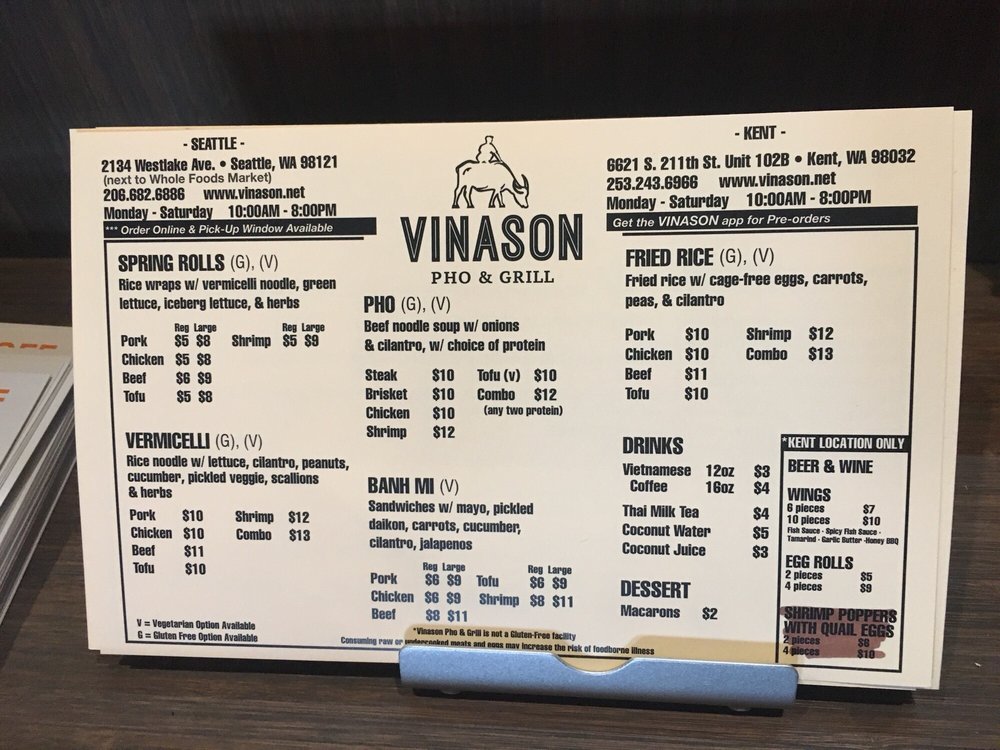 - SEATTLE -
2134 Westlake Ave. • Seattle, WA 98121
(next to Whole Foods Market)
206.682.6886 www.vinason.net
Monday - Saturday 10:00AM - 8:00PM
*** Order Online & Pick-Up Window Available
SPRING ROLLS (G), (V)
Rice wraps w/ vermicelli noodle, green
lettuce, iceberg lettuce, & herbs
Reg Large Reg Large
Pork $5 $8 Shrimp $5 $9
Chicken $5 $8
Beef $6 $9
Tofu $5 $8
VERMICELLI (G), (V)
Rice noodle w/ lettuce, cilantro, peanuts,
cucumber, pickled veggie, scallions
& herbs
Pork $10 Shrimp $12
Chicken $10 Combo $13
Beef $11
Tofu $10
V = Vegetarian Option Available
G = Gluten Free Option Available
VINASON
PHO & GRILL
PHO (G), (V)
Beef noodle soup w/ onions
& cilantro, w/ choice of protein
Steak $10 Tofu (v) $10
Brisket $10 Combo $12
Chicken $10 (any two protein)
Shrimp $12
BANH MI (V)
Sandwiches w/ mayo, pickled
daikon, carrots, cucumber,
cilantro, jalapenos
Reg Large Reg Large
Pork $6 $9 Tofu $6 $9
Chicken $6 $9 Shrimp $8 $11
Beef $8 $11
*Vinason Pho & Grill is not a Gluten-Free facility
Consuming raw or undercooked meats and eggs may increase the risk of foodborne illness
- KENT -
6621 S. 211th St. Unit 102B • Kent, WA 98032
253.243.6966 www.vinason.net
Monday - Saturday 10:00AM - 8:00PM
Get the VINASON app for Pre-orders
FRIED RICE (G), (V)
Fried rice w/ cage-free eggs, carrots,
peas, & cilantro
Pork $10 Shrimp $12
Chicken $10 Combo $13
Beef $11
Tofu $10
DRINKS
Vietnamese 12oz $3
Coffee 16oz $4
Thai Milk Tea $4
Coconut Water $5
Coconut Juice $3
DESSERT
Macarons $2
*KENT LOCATION ONLY
BEER & WINE
WINGS
6 pieces $7
10 pieces $10
Fish Sauce - Spicy Fish Sauce -
Tamarind - Garlic Butter -Honey BBQ
EGG ROLLS
2 pieces $5
4 pieces $9
SHRIMP POPPERS
WITH QUAIL EGGS
2 pieces $6
4 pieces $10